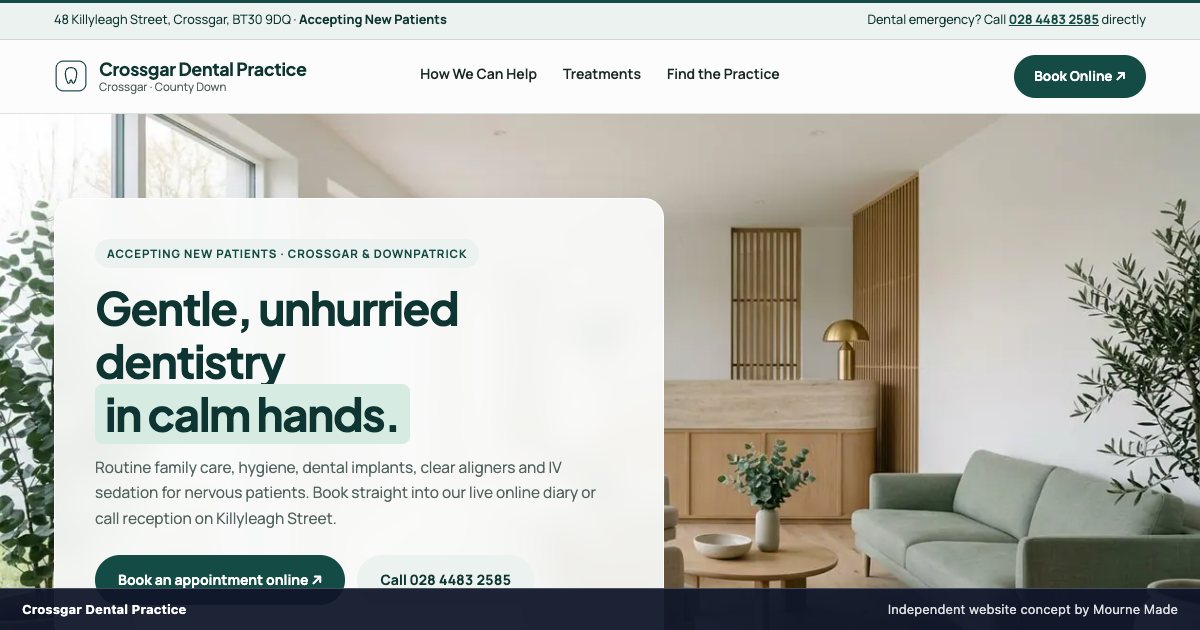 48 Killyleagh Street, Crossgar, BT30 9DQ · Accepting New Patients
Dental emergency? Call 028 4483 2585 directly
Crossgar Dental Practice
Crossgar · County Down
How We Can Help
Treatments
Find the Practice
Book Online ↗
ACCEPTING NEW PATIENTS · CROSSGAR & DOWNPATRICK
Gentle, unhurried
dentistry
in calm hands.
Routine family care, hygiene, dental implants, clear aligners and IV
sedation for nervous patients. Book straight into our live online diary or
call reception on Killyleagh Street.
Book an appointment online ↗
Call 028 4483 2585
Crossgar Dental Practice
Independent website concept by Mourne Made